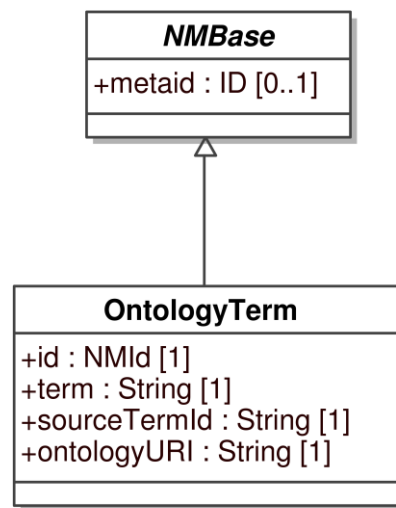 NMBase
+metaid : ID [0..1]
OntologyTerm
+id : NMId [1]
+term : String [1]
+sourceTermId : String [1]
+ontologyURI : String [1]